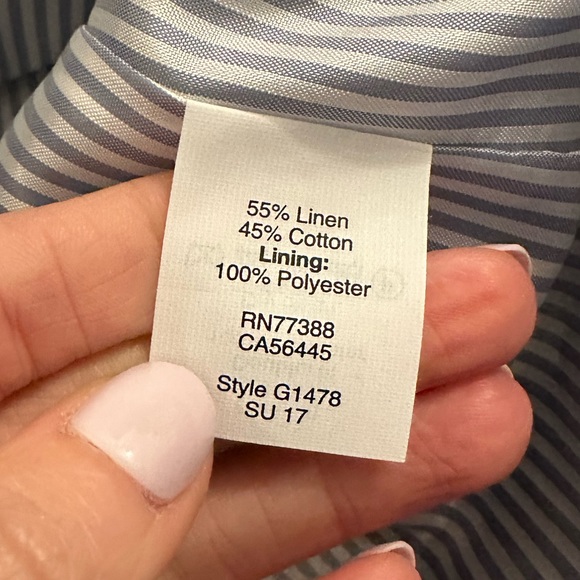 55% Linen
45% Cotton
Lining:
100% Polyester
RN77388
CA56445
Style G1478
SU 17